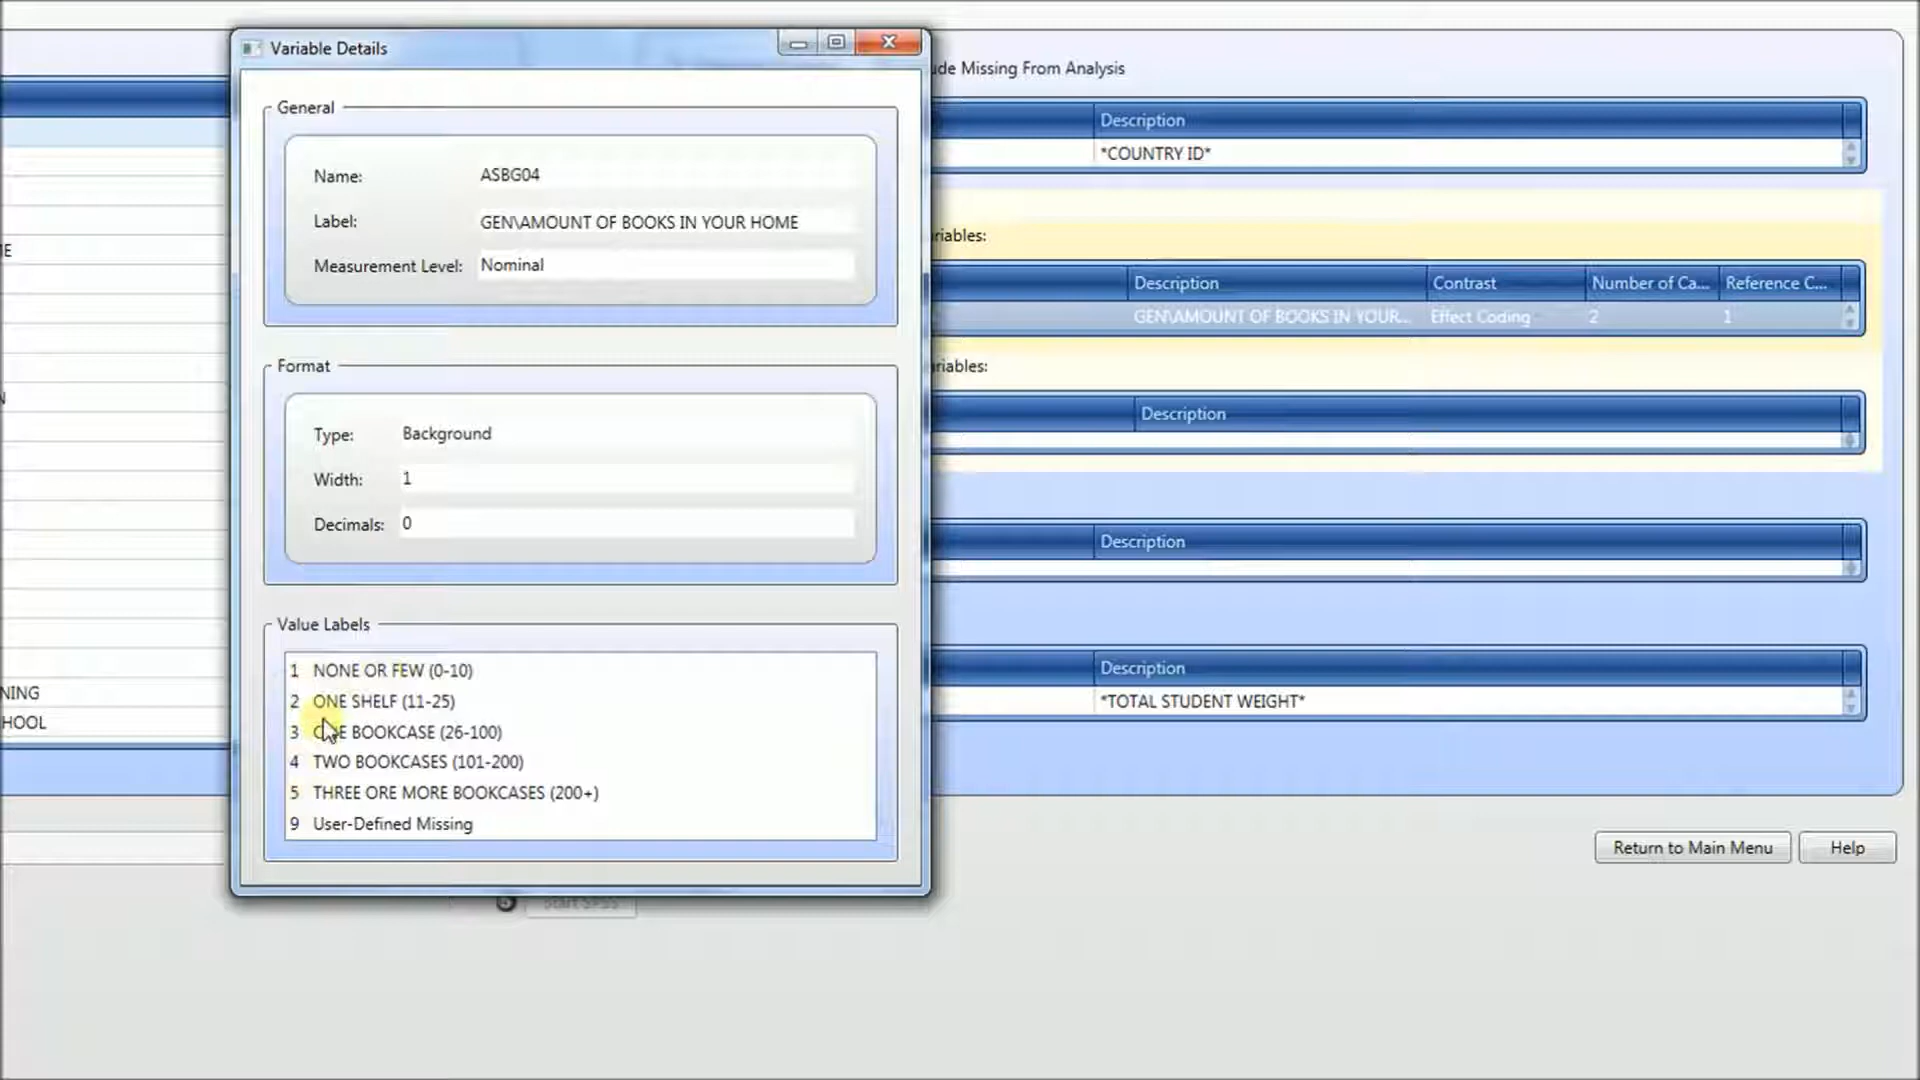 Variable Details
General
Name: ASBG04
Label: GEN\AMOUNT OF BOOKS IN YOUR HOME
Measurement Level: Nominal
Format
Type: Background
Width: 1
Decimals: 0
Value Labels
1 NONE OR FEW (0-10)
2 ONE SHELF (11-25)
3 ONE BOOKCASE (26-100)
4 TWO BOOKCASES (101-200)
5 THREE ORE MORE BOOKCASES (200+)
9 User-Defined Missing
NING
HOOL
ude Missing From Analysis
Description
*COUNTRY ID*
riables:
Description Contrast Number of Ca... Reference C...
GEN\AMOUNT OF BOOKS IN YOUR... Effect Coding 2 1
riables:
Description
Description
Description
*TOTAL STUDENT WEIGHT*
Return to Main Menu Help
Start SPSS